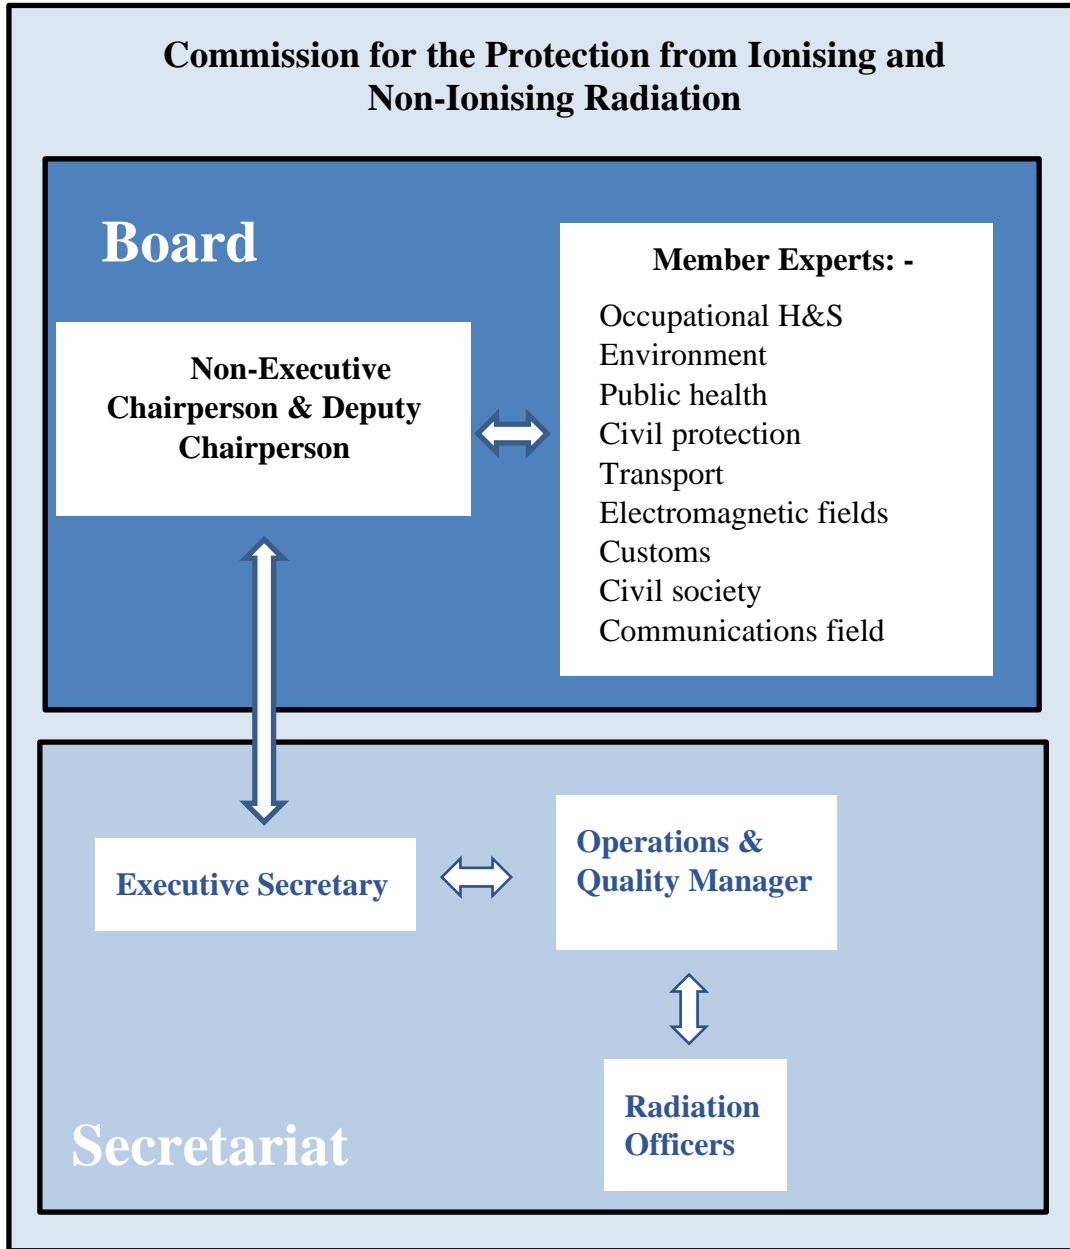 Commission for the Protection from Ionising and
Non-Ionising Radiation
Board
Non-Executive
Chairperson & Deputy
Chairperson
Member Experts: -
Occupational H&S
Environment
Public health
Civil protection
Transport
Electromagnetic fields
Customs
Civil society
Communications field
Executive Secretary
Operations &
Quality Manager
Radiation
Officers
Secretariat